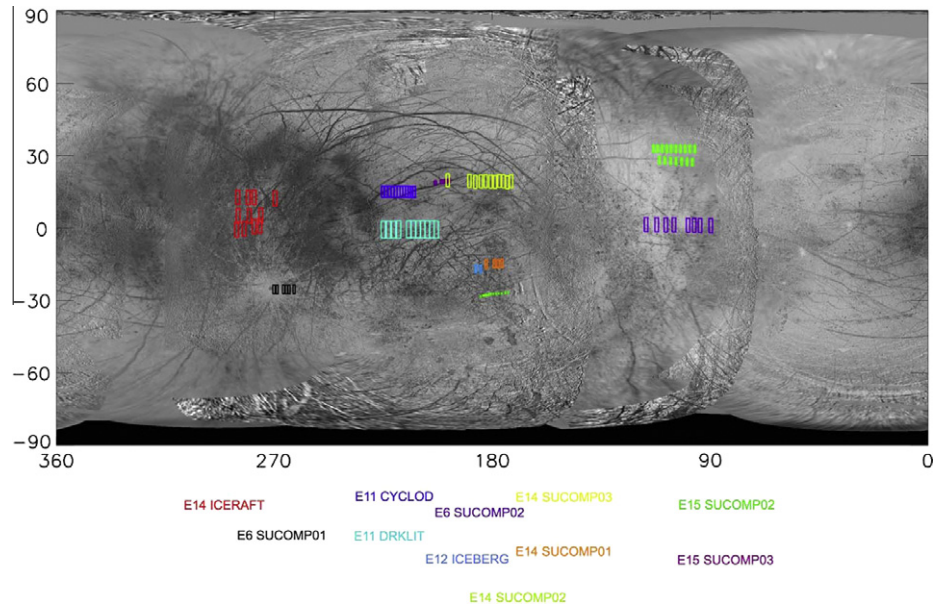 90
60
30
0
−30
−60
−90
360 270 180 90 0
E14 ICERAFT
E11 CYCLOD
E14 SUCOMP03
E6 SUCOMP02
E15 SUCOMP02
E6 SUCOMP01
E11 DRKLIT
E12 ICEBERG
E14 SUCOMP01
E15 SUCOMP03
E14 SUCOMP02